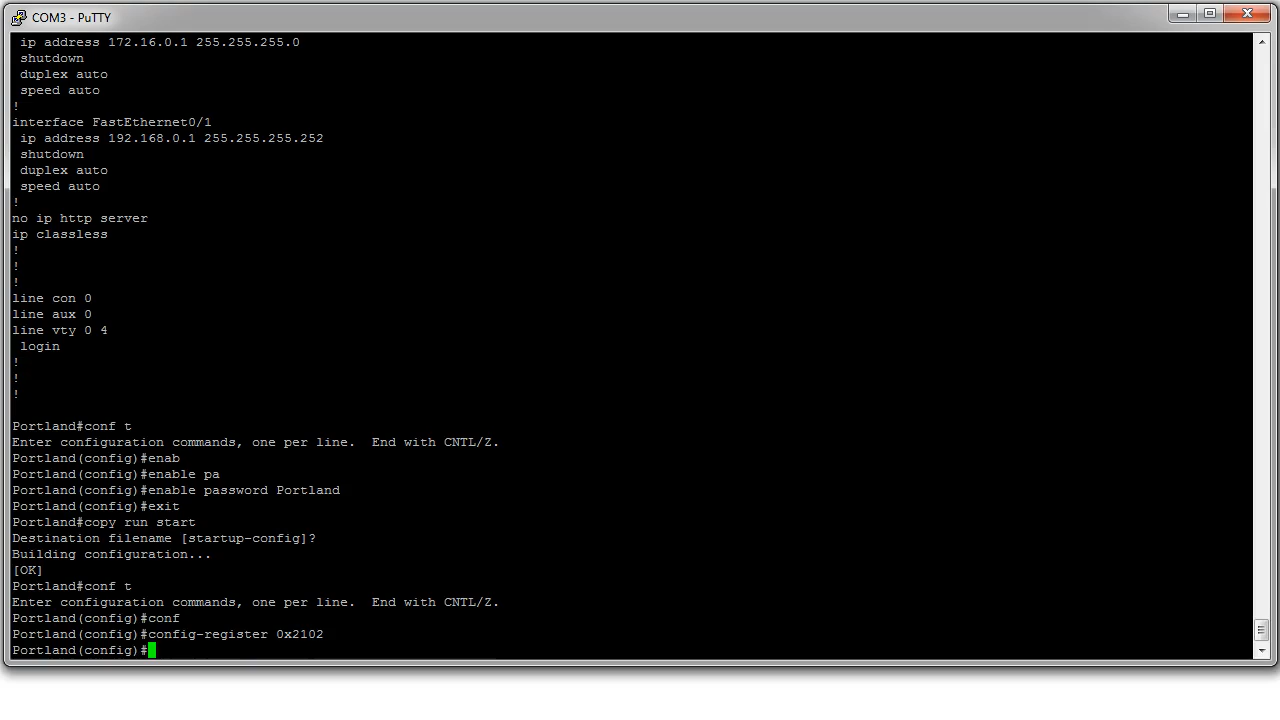 COM3 - PuTTY
ip address 172.16.0.1 255.255.255.0
shutdown
duplex auto
speed auto
!
interface FastEthernet0/1
ip address 192.168.0.1 255.255.255.252
shutdown
duplex auto
speed auto
!
no ip http server
ip classless
!
!
!
line con 0
line aux 0
line vty 0 4
login
!
!
!
Portland#conf t
Enter configuration commands, one per line.  End with CNTL/Z.
Portland(config)#enab
Portland(config)#enable pa
Portland(config)#enable password Portland
Portland(config)#exit
Portland#copy run start
Destination filename [startup-config]?
Building configuration...
[OK]
Portland#conf t
Enter configuration commands, one per line.  End with CNTL/Z.
Portland(config)#conf
Portland(config)#config-register 0x2102
Portland(config)#